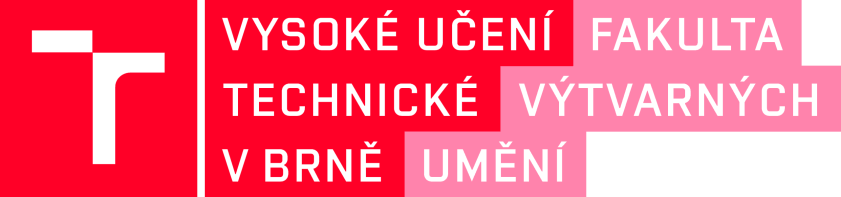 VYSOKÉ UČENÍ FAKULTA
TECHNICKÉ VÝTVARNÝCH
V BRNĚ UMĚNÍ